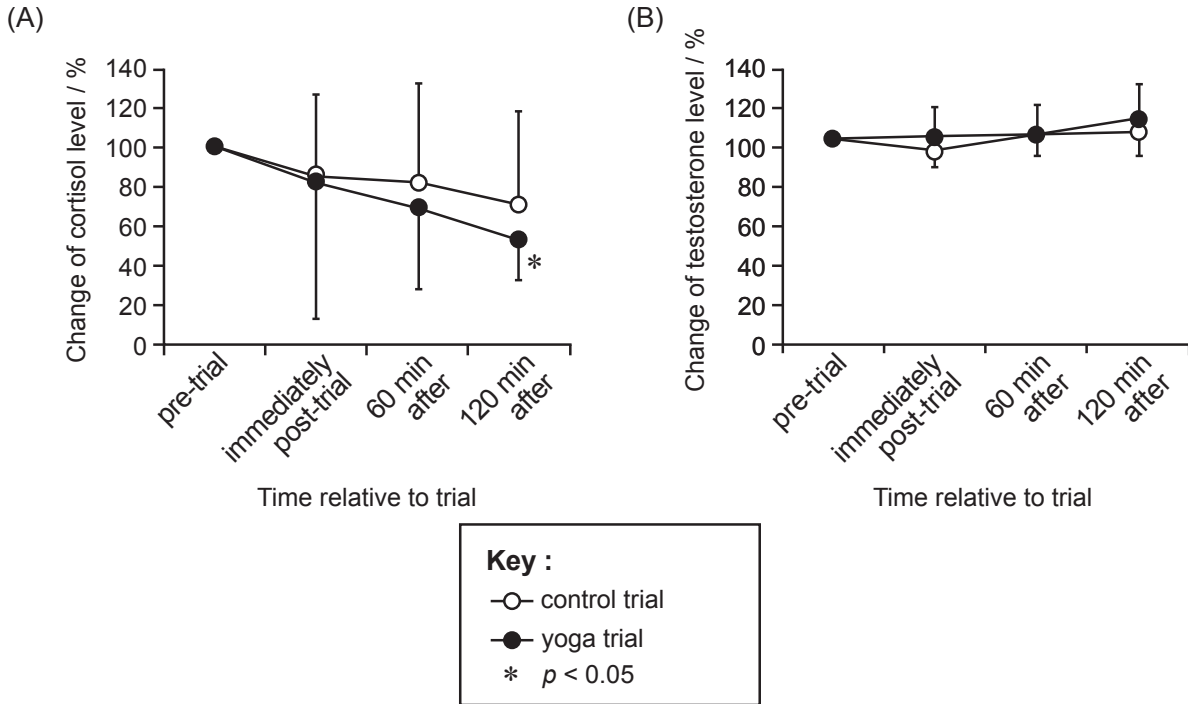 (A)
Change of cortisol level / %
140
120
100
80
60
40
20
0
pre-trial
immediately
post-trial
60 min
after
120 min
after
Time relative to trial
*
(B)
Change of testosterone level / %
140
120
100
80
60
40
20
0
pre-trial
immediately
post-trial
60 min
after
120 min
after
Time relative to trial
Key :
control trial
yoga trial
* p < 0.05